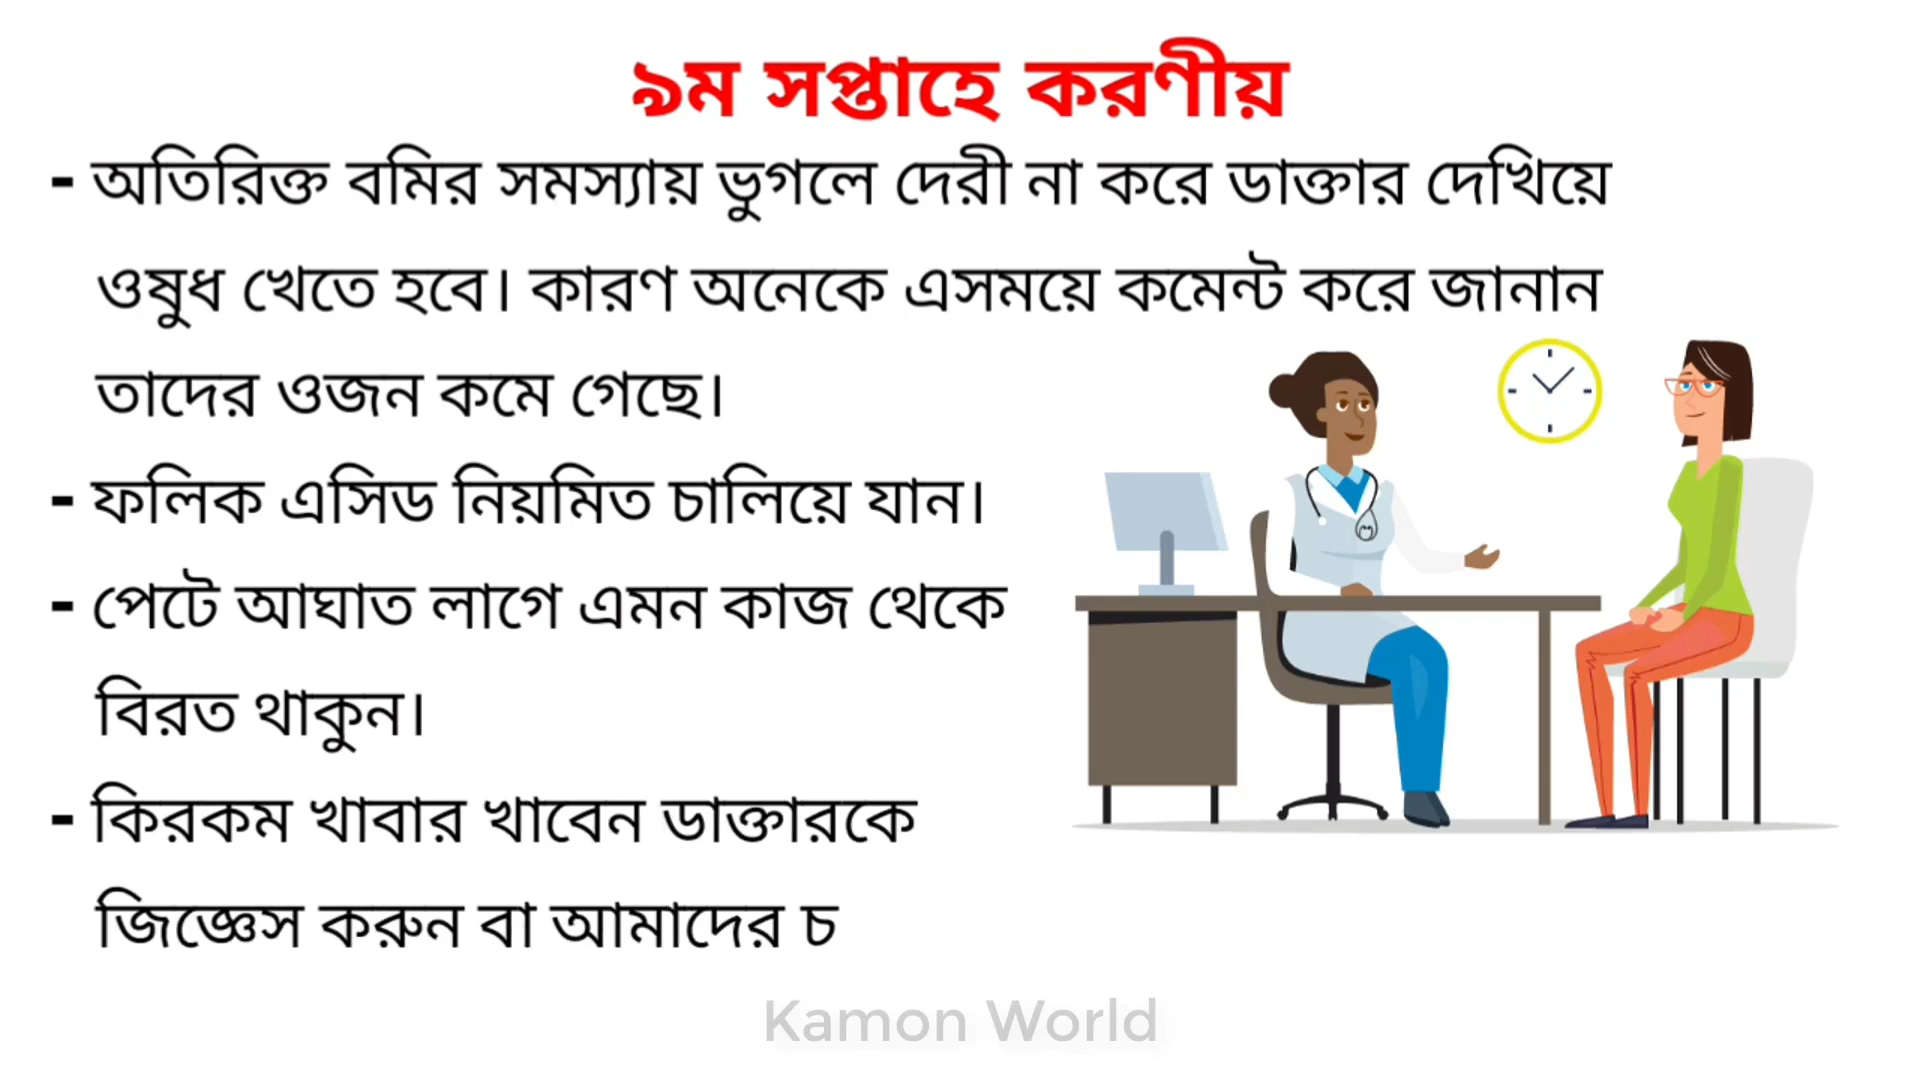 ৯ম সপ্তাহে করণীয়
- অতিরিক্ত বমির সমস্যায় ভুগলে দেরী না করে ডাক্তার দেখিয়ে
ওষুধ খেতে হবে। কারণ অনেকে এসময়ে কমেন্ট করে জানান
তাদের ওজন কমে গেছে।
- ফলিক এসিড নিয়মিত চালিয়ে যান।
- পেটে আঘাত লাগে এমন কাজ থেকে
বিরত থাকুন।
- কিরকম খাবার খাবেন ডাক্তারকে
জিজ্ঞেস করুন বা আমাদের চ
Kamon World